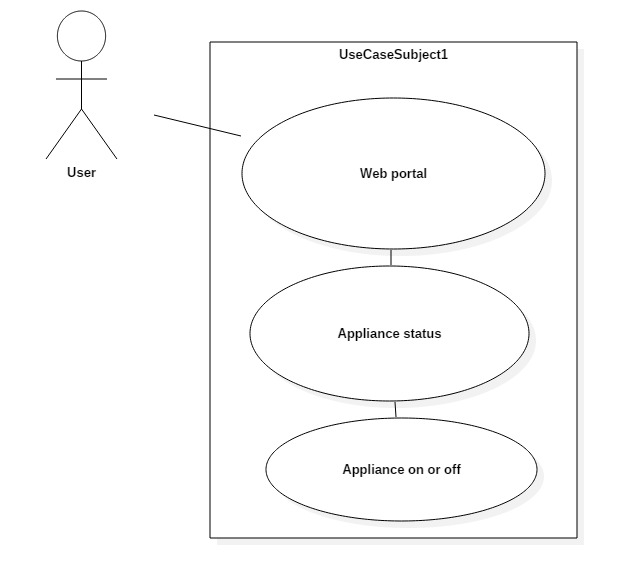 UseCaseSubject1
User
Web portal
Appliance status
Appliance on or off